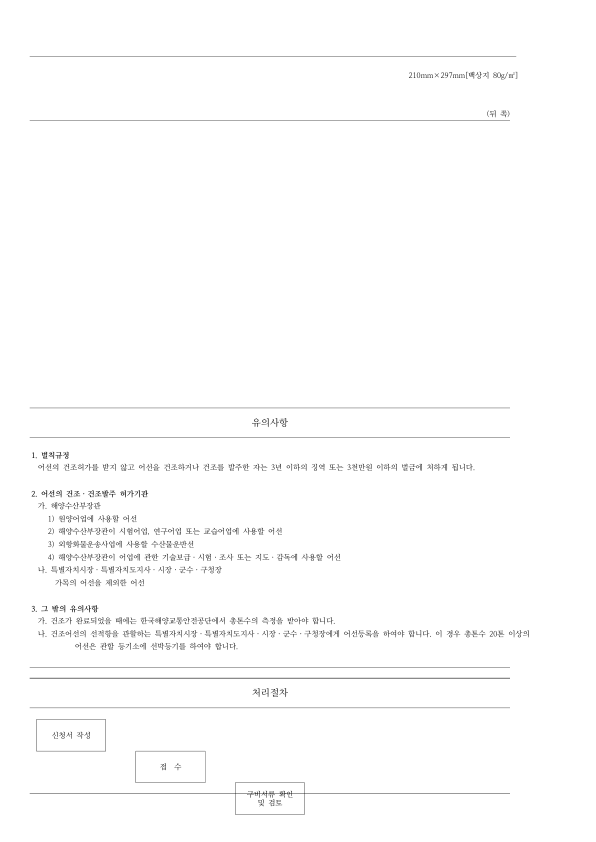 210mm×297mm[백상지 80g/㎡]
(뒤 쪽)
유의사항
1. 벌칙규정
어선의 건조허가를 받지 않고 어선을 건조하거나 건조를 발주한 자는 3년 이하의 징역 또는 3천만원 이하의 벌금에 처하게 됩니다.
2. 어선의 건조ㆍ건조발주 허가기관
가. 해양수산부장관
1) 원양어업에 사용할 어선
2) 해양수산부장관이 시험어업, 연구어업 또는 교습어업에 사용할 어선
3) 외항화물운송사업에 사용할 수산물운반선
4) 해양수산부장관이 어업에 관한 기술보급ㆍ시험ㆍ조사 또는 지도ㆍ감독에 사용할 어선
나. 특별자치시장ㆍ특별자치도지사ㆍ시장ㆍ군수ㆍ구청장
가목의 어선을 제외한 어선
3. 그 밖의 유의사항
가. 건조가 완료되었을 때에는 한국해양교통안전공단에서 총톤수의 측정을 받아야 합니다.
나. 건조어선의 선적항을 관할하는 특별자치시장ㆍ특별자치도지사ㆍ시장ㆍ군수ㆍ구청장에게 어선등록을 하여야 합니다. 이 경우 총톤수 20톤 이상의
어선은 관할 등기소에 선박등기를 하여야 합니다.
처리절차
신청서 작성
접 수
구비서류 확인
및 검토